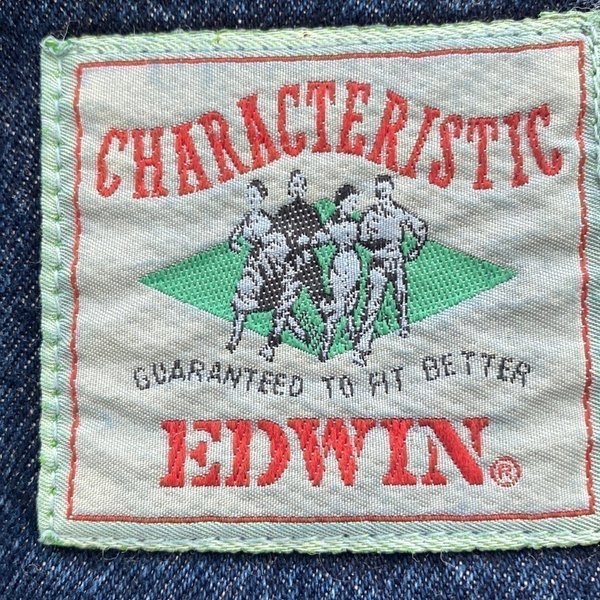 CHARACTERISTIC
GUARANTEED TO FIT BETTER
EDWIN®